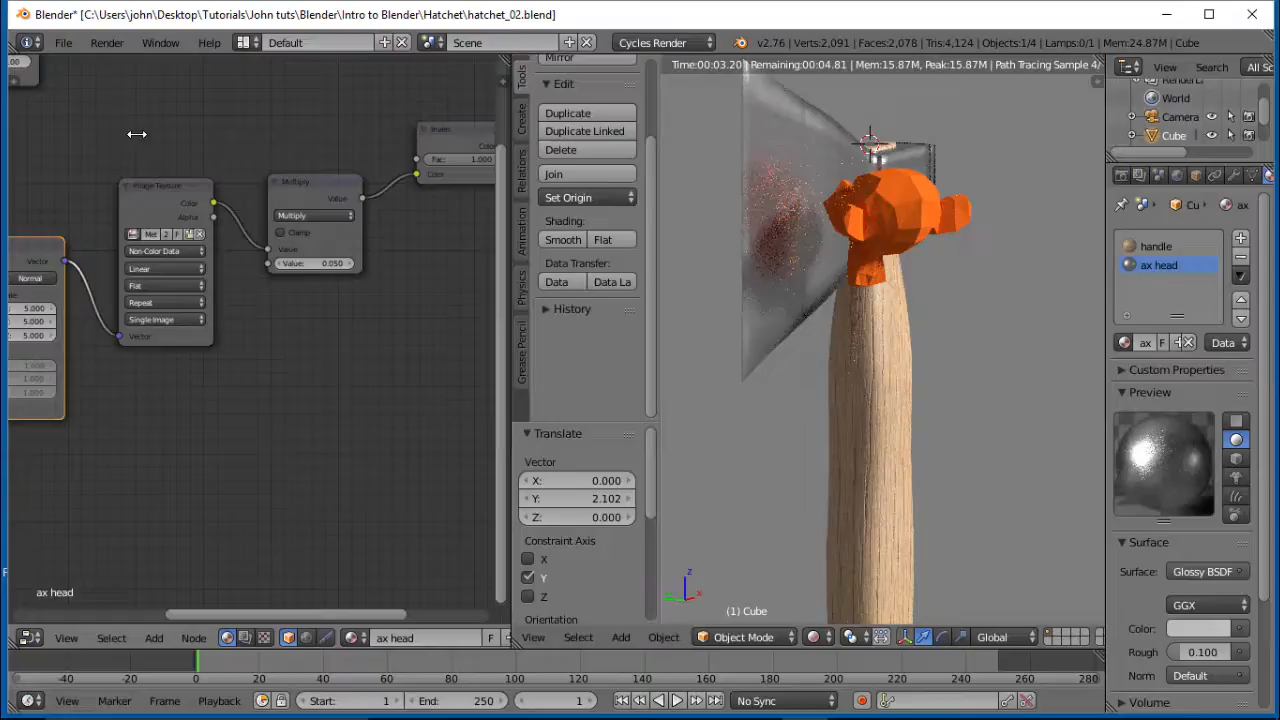 Blender* [C:\Users\john\Desktop\Tutorials\John tuts\Blender\Intro to Blender\Hatchet\hatchet_02.blend]
File Render Window Help Default Scene Cycles Render v2.76 | Verts:2,091 | Faces:2,078 | Tris:4,124 | Objects:1/4 | Lamps:0/1 | Mem:24.87M | Cube
Time:00:03.20 | Remaining:00:04.81 | Mem:15.87M, Peak:15.87M | Path Tracing Sample 4/
Image Texture
Color
Alpha
Met 2 F
Non-Color Data
Linear
Flat
Repeat
Single Image
Vector
Multiply
Value
Multiply
Clamp
Value
Value: 0.050
Invert
Color
Fac: 1.000
Color
Vector
Normal
5.000
5.000
5.000
1.000
1.000
1.000
ax head
View Select Add Node ax head F
Tools
Create
Relations
Animation
Physics
Grease Pencil
Mirror
Edit
Duplicate
Duplicate Linked
Delete
Join
Set Origin
Shading:
Smooth Flat
Data Transfer:
Data Data La
History
Translate
Vector
X: 0.000
Y: 2.102
Z: 0.000
Constraint Axis
X
Y
Z
Orientation
z
x
(1) Cube
View Select Add Object Object Mode Global
View Search All Sc
World
Camera
Cube
Cu ax
handle
ax head
ax F Data
Custom Properties
Preview
Surface
Surface: Glossy BSDF
GGX
Color:
Rough 0.100
Norm Default
Volume
-40 -20 0 20 40 60 80 100 120 140 160 180 200 220 240 260 280
View Marker Frame Playback Start: 1 End: 250 1 No Sync